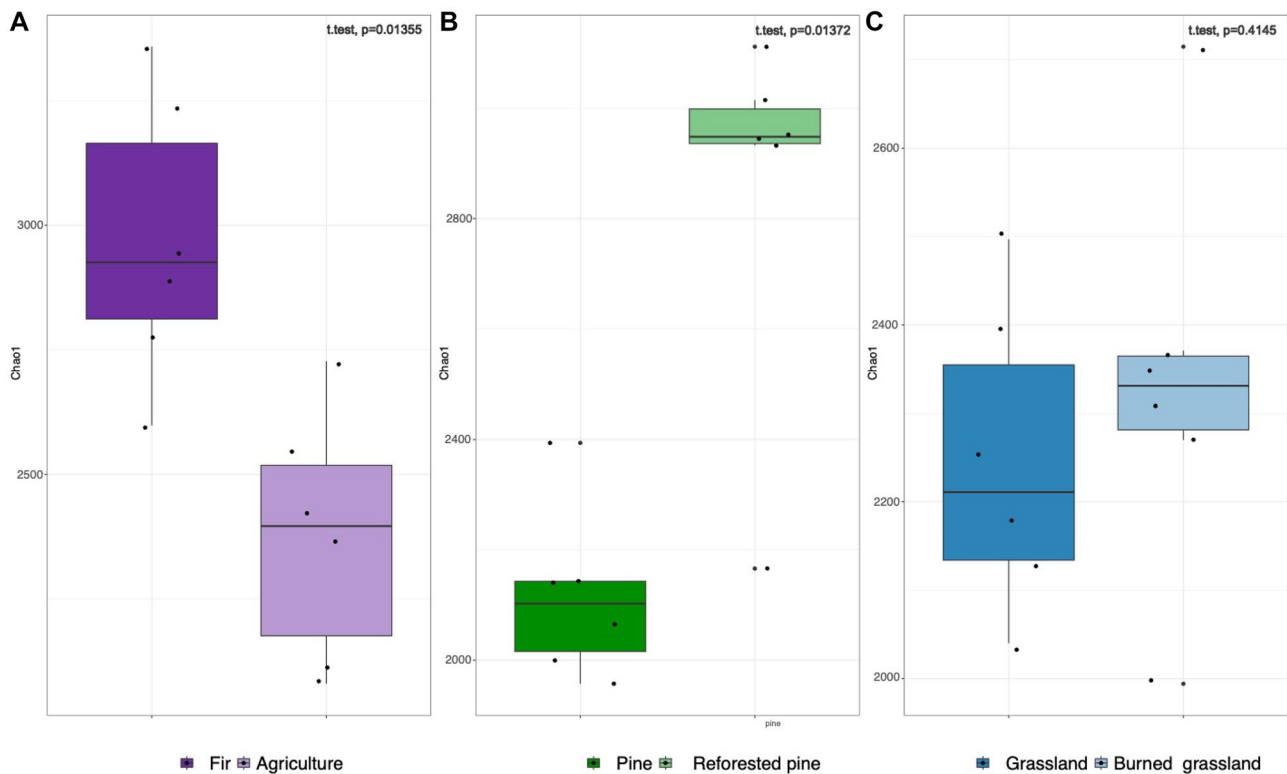 A
t.test, p=0.01355
Chao1
3000
2500
Fir Agriculture
B
t.test, p=0.01372
Chao1
2800
2400
2000
pine
Pine Reforested pine
C
t.test, p=0.4145
Chao1
2600
2400
2200
2000
Grassland Burned grassland